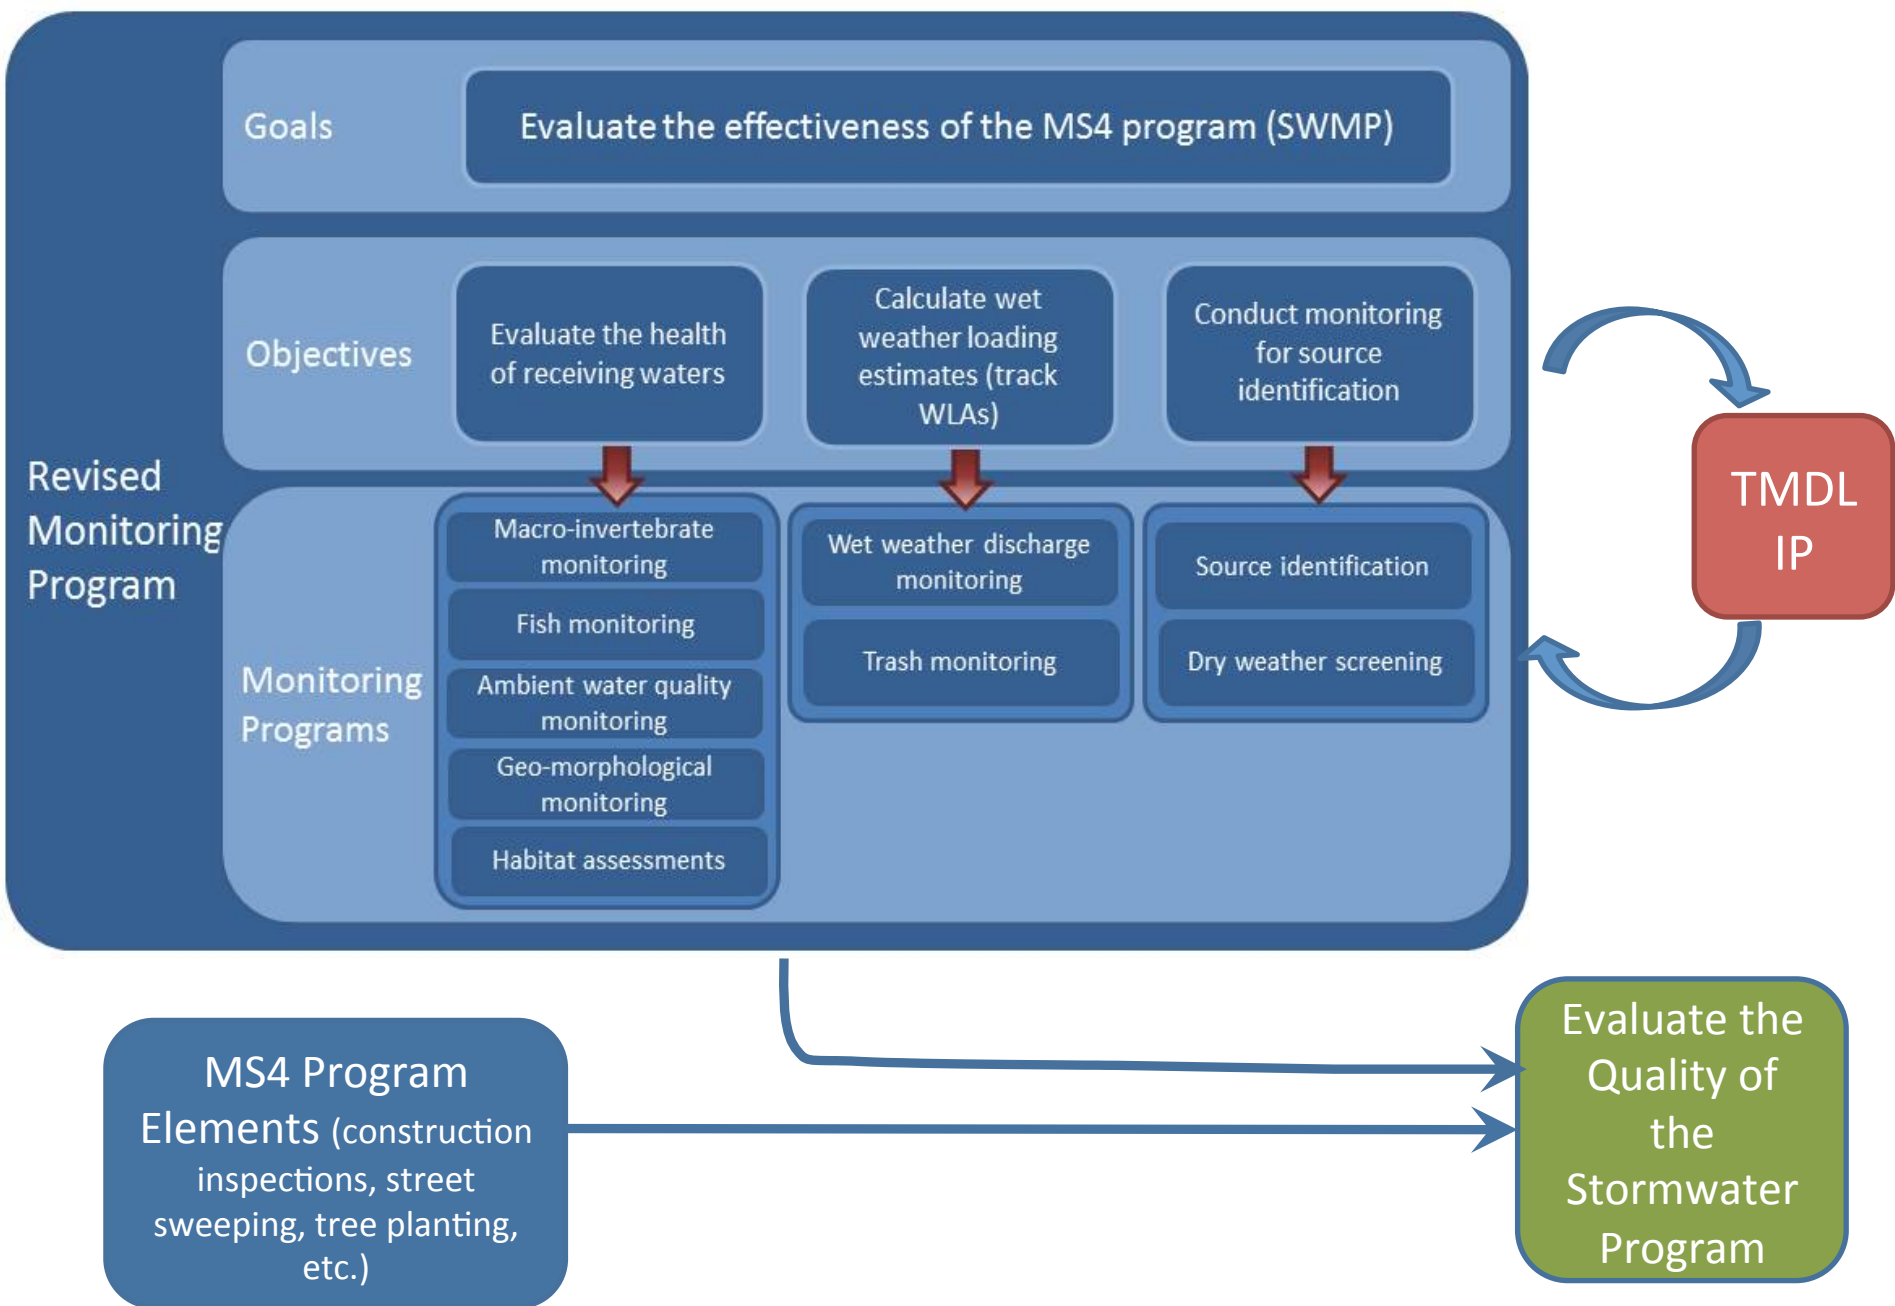 Goals
Evaluate the effectiveness of the MS4 program (SWMP)
Objectives
Evaluate the health
of receiving waters
Calculate wet
weather loading
estimates (track
WLAs)
Conduct monitoring
for source
identification
Revised
Monitoring
Program
Monitoring
Programs
Macro-invertebrate
monitoring
Fish monitoring
Ambient water quality
monitoring
Geo-morphological
monitoring
Habitat assessments
Wet weather discharge
monitoring
Trash monitoring
Source identification
Dry weather screening
TMDL
IP
MS4 Program
Elements (construction
inspections, street
sweeping, tree planting,
etc.)
Evaluate the
Quality of
the
Stormwater
Program